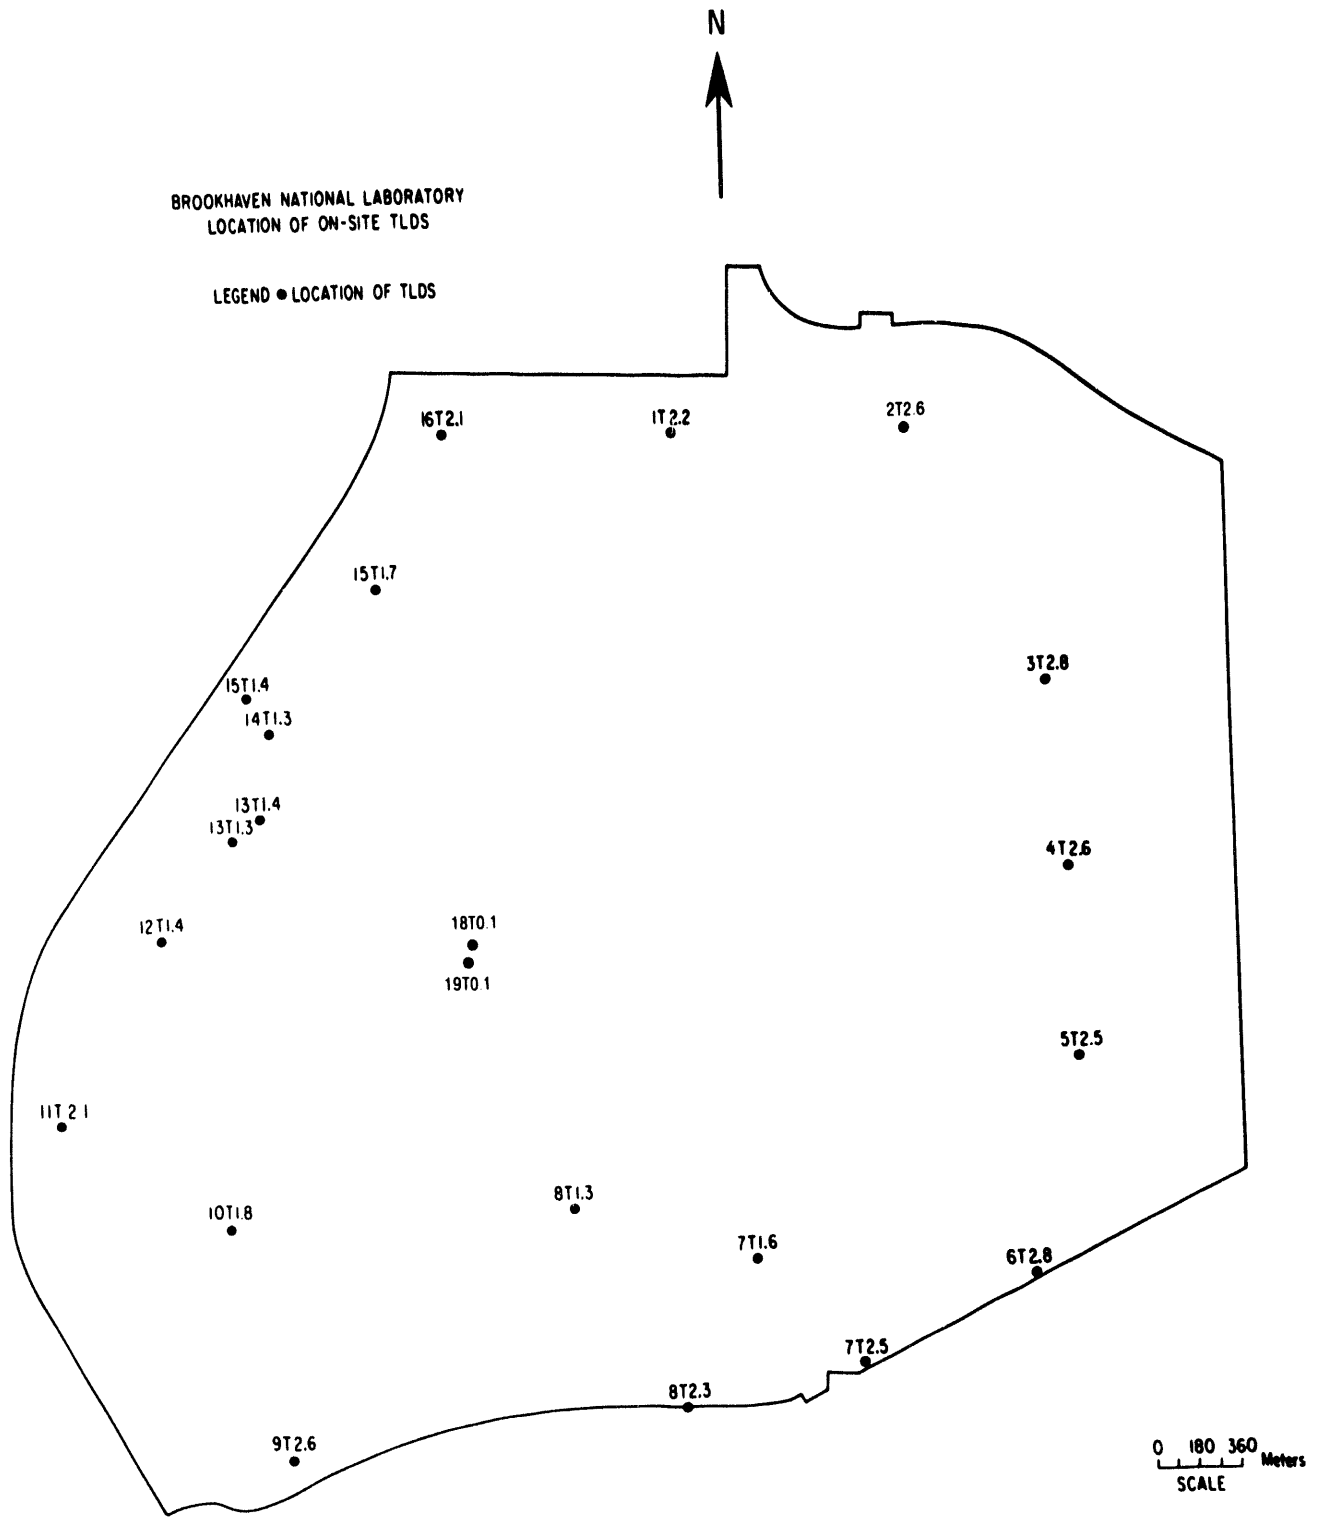 N
BROOKHAVEN NATIONAL LABORATORY
LOCATION OF ON-SITE TLDS
LEGEND ● LOCATION OF TLDS
16T2.1
1T2.2
2T2.6
15T1.7
3T2.8
15T1.4
14T1.3
13T1.4
13T1.3
4T2.6
12T1.4
18T0.1
19T0.1
5T2.5
11T.2 1
8T1.3
10T1.8
7T1.6
6T2.8
7T2.5
8T2.3
9T2.6
0 180 360 Meters
SCALE